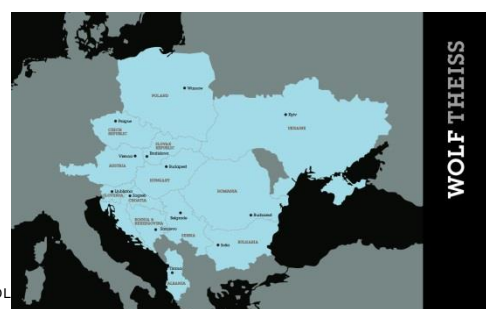 POLAND
Warsaw
Prague
CZECH
REPUBLIC
Kyiv
UKRAINE
SLOVAK
REPUBLIC
Bratislava
Vienna
AUSTRIA
Budapest
HUNGARY
Ljubljana
SLOVENIA
Zagreb
CROATIA
ROMANIA
Bucharest
BOSNIA &
HERZEGOVINA
Belgrade
Sarajevo
SERBIA
Sofia
BULGARIA
Tirana
ALBANIA
WOLF THEISS
OL